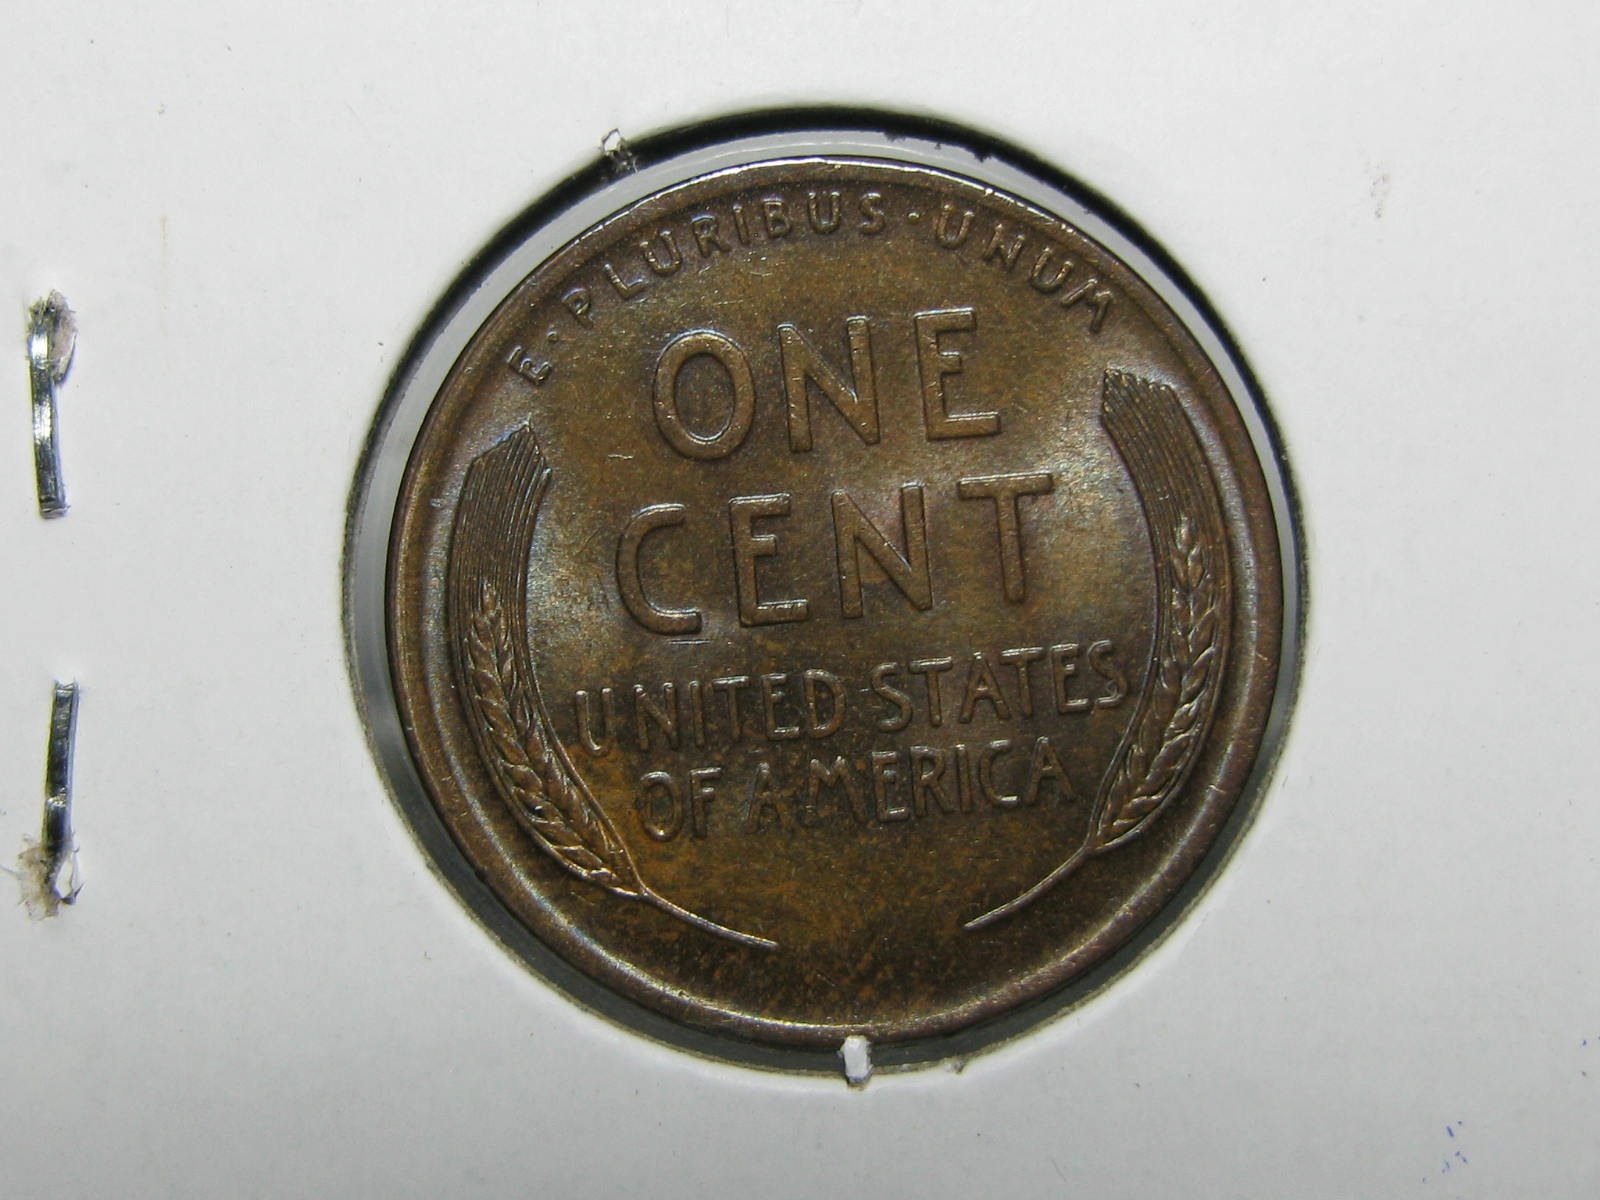 E · PLURIBUS · UNUM
ONE
CENT
UNITED STATES
OF AMERICA